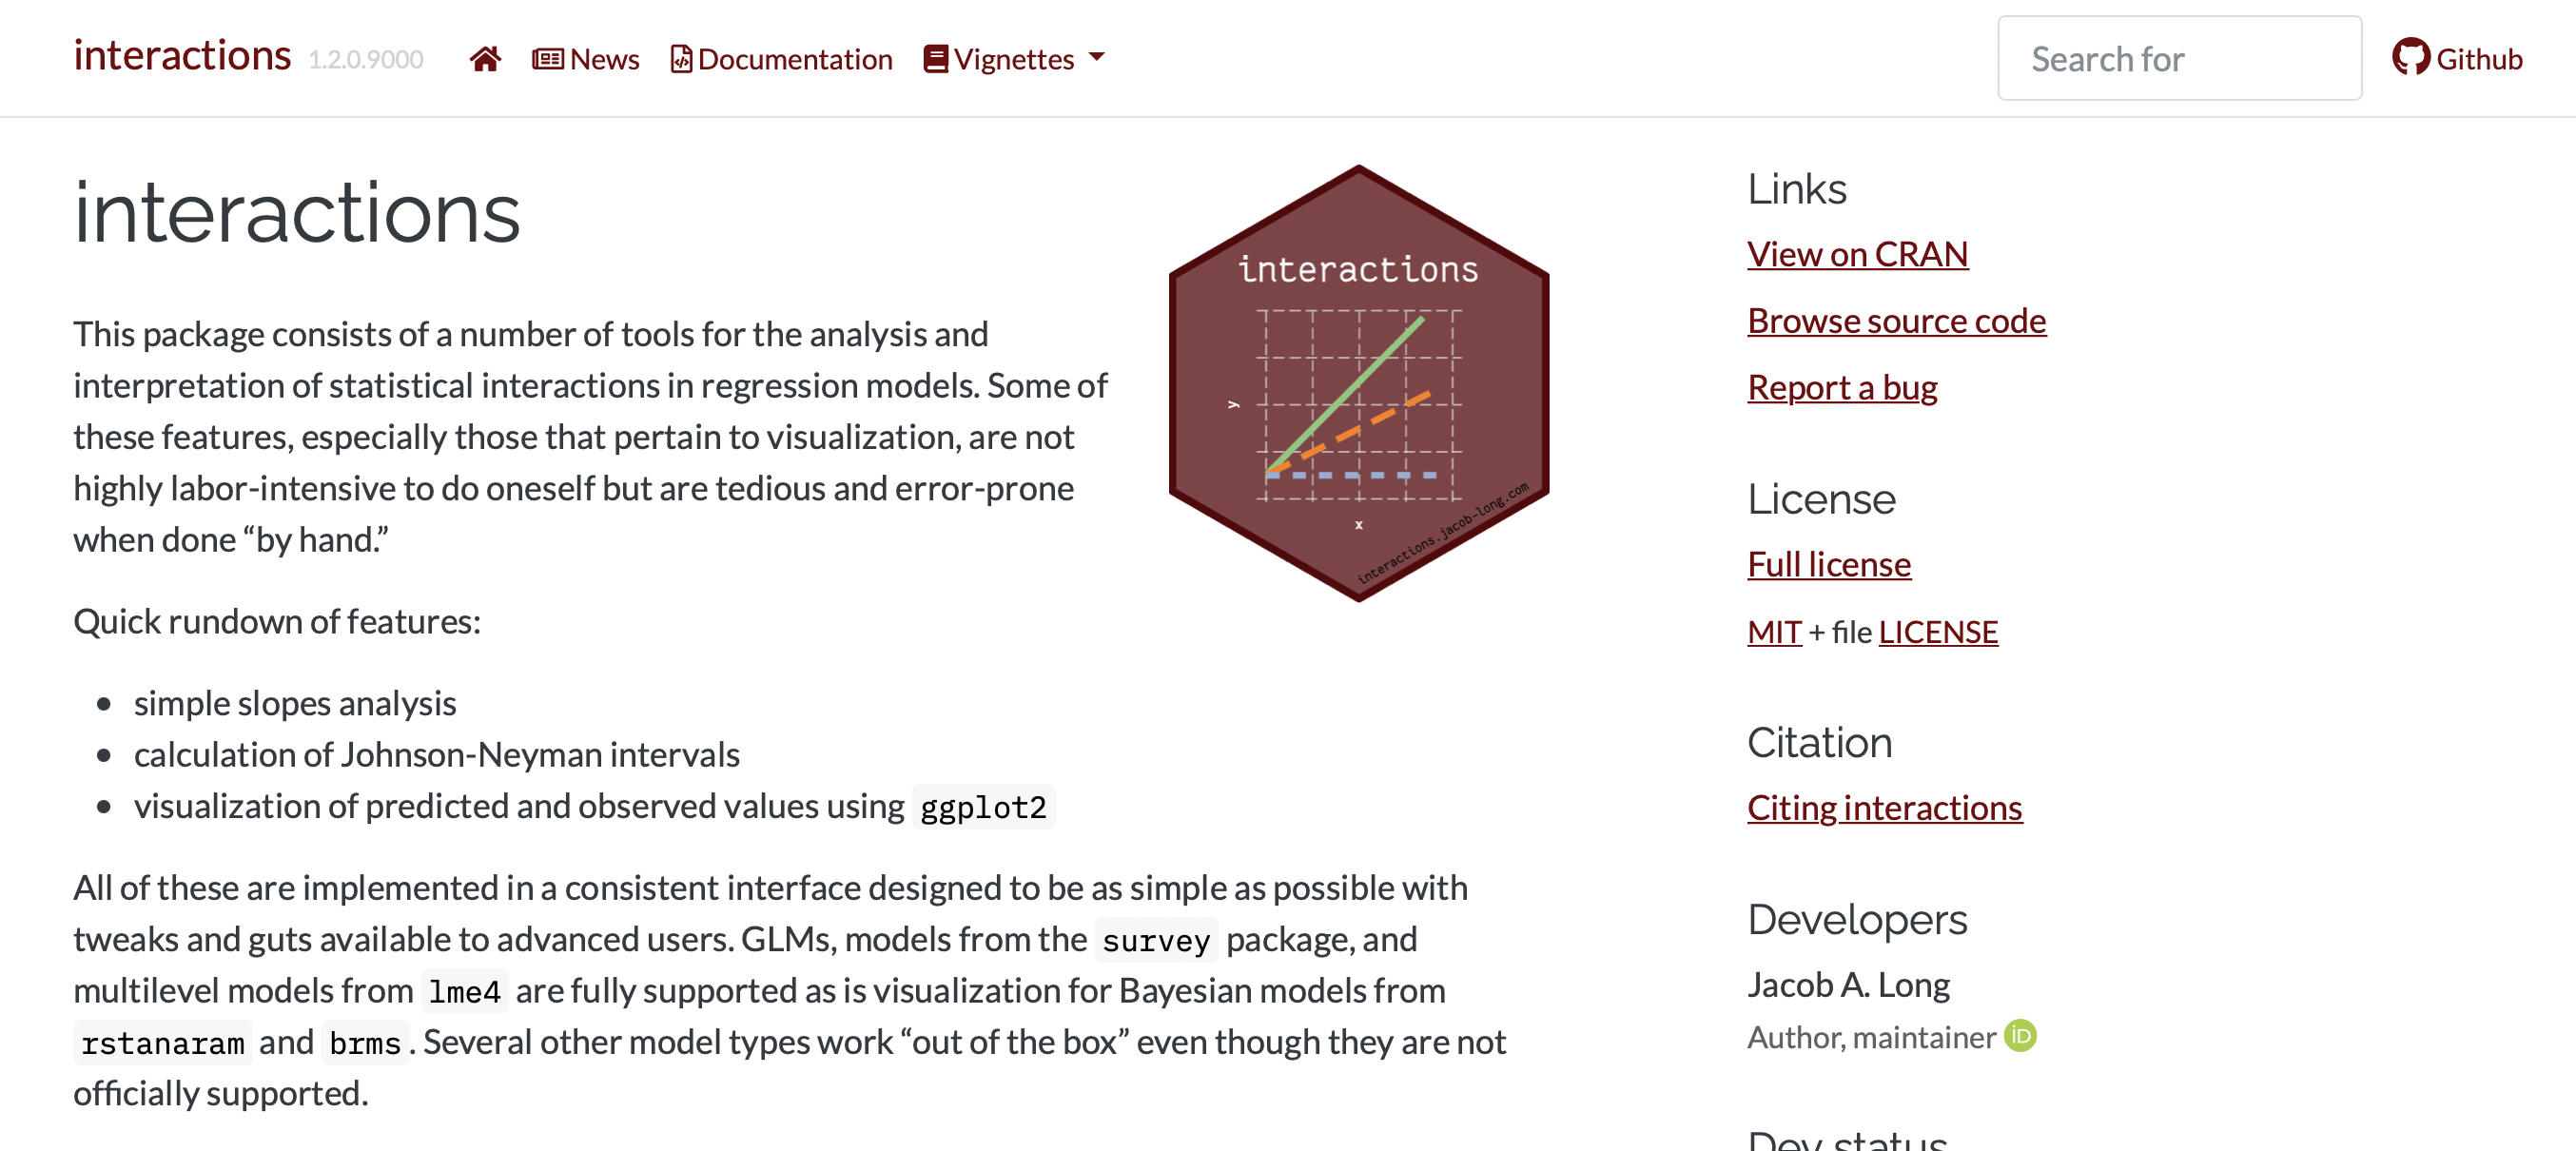 interactions 1.2.0.9000 News Documentation Vignettes Search for Github
interactions
This package consists of a number of tools for the analysis and
interpretation of statistical interactions in regression models. Some of
these features, especially those that pertain to visualization, are not
highly labor-intensive to do oneself but are tedious and error-prone
when done “by hand.”
Quick rundown of features:
simple slopes analysis
calculation of Johnson-Neyman intervals
visualization of predicted and observed values using ggplot2
All of these are implemented in a consistent interface designed to be as simple as possible with
tweaks and guts available to advanced users. GLMs, models from the survey package, and
multilevel models from lme4 are fully supported as is visualization for Bayesian models from
rstanaram and brms. Several other model types work “out of the box” even though they are not
officially supported.
interactions
y
x
interactions.jacob-long.com
Links
View on CRAN
Browse source code
Report a bug
License
Full license
MIT + file LICENSE
Citation
Citing interactions
Developers
Jacob A. Long
Author, maintainer iD
Dev status